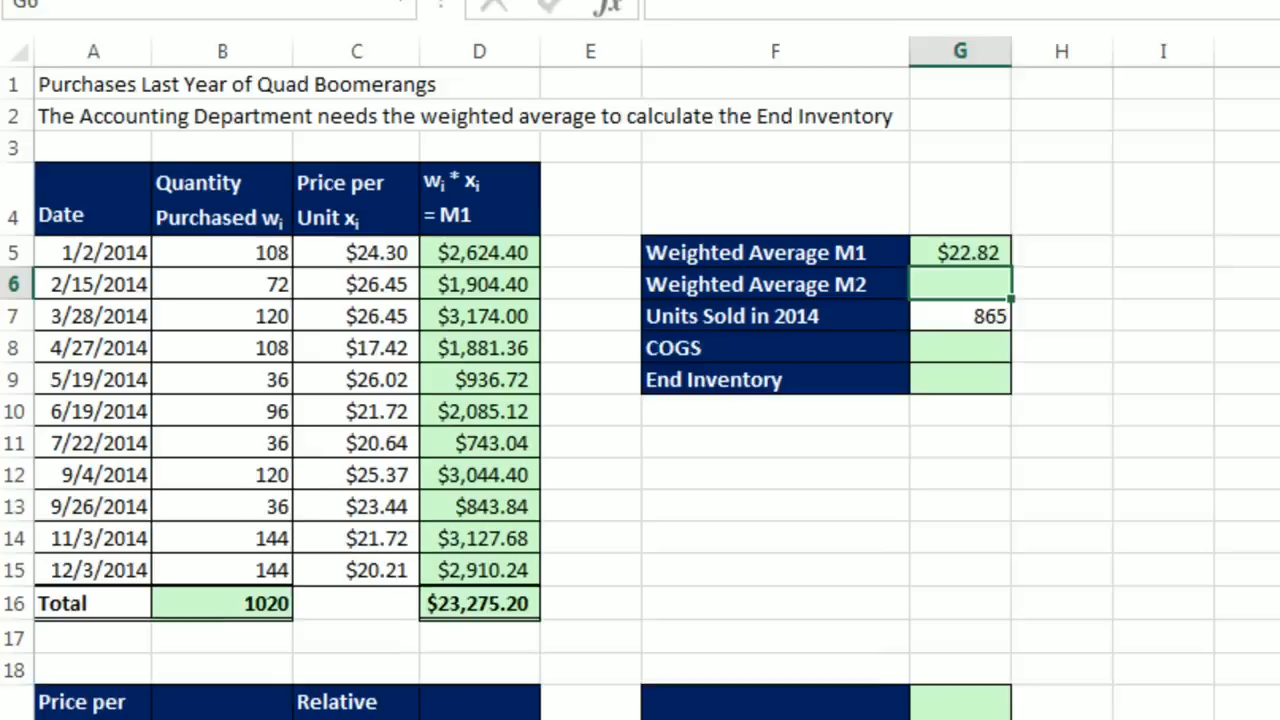 G6 fx
A B C D E F G H I
1 Purchases Last Year of Quad Boomerangs
2 The Accounting Department needs the weighted average to calculate the End Inventory
3
4 Date Quantity Purchased wi Price per Unit xi wi * xi = M1
5 1/2/2014 108 $24.30 $2,624.40 Weighted Average M1 $22.82
6 2/15/2014 72 $26.45 $1,904.40 Weighted Average M2
7 3/28/2014 120 $26.45 $3,174.00 Units Sold in 2014 865
8 4/27/2014 108 $17.42 $1,881.36 COGS
9 5/19/2014 36 $26.02 $936.72 End Inventory
10 6/19/2014 96 $21.72 $2,085.12
11 7/22/2014 36 $20.64 $743.04
12 9/4/2014 120 $25.37 $3,044.40
13 9/26/2014 36 $23.44 $843.84
14 11/3/2014 144 $21.72 $3,127.68
15 12/3/2014 144 $20.21 $2,910.24
16 Total 1020 $23,275.20
17
18
Price per Relative